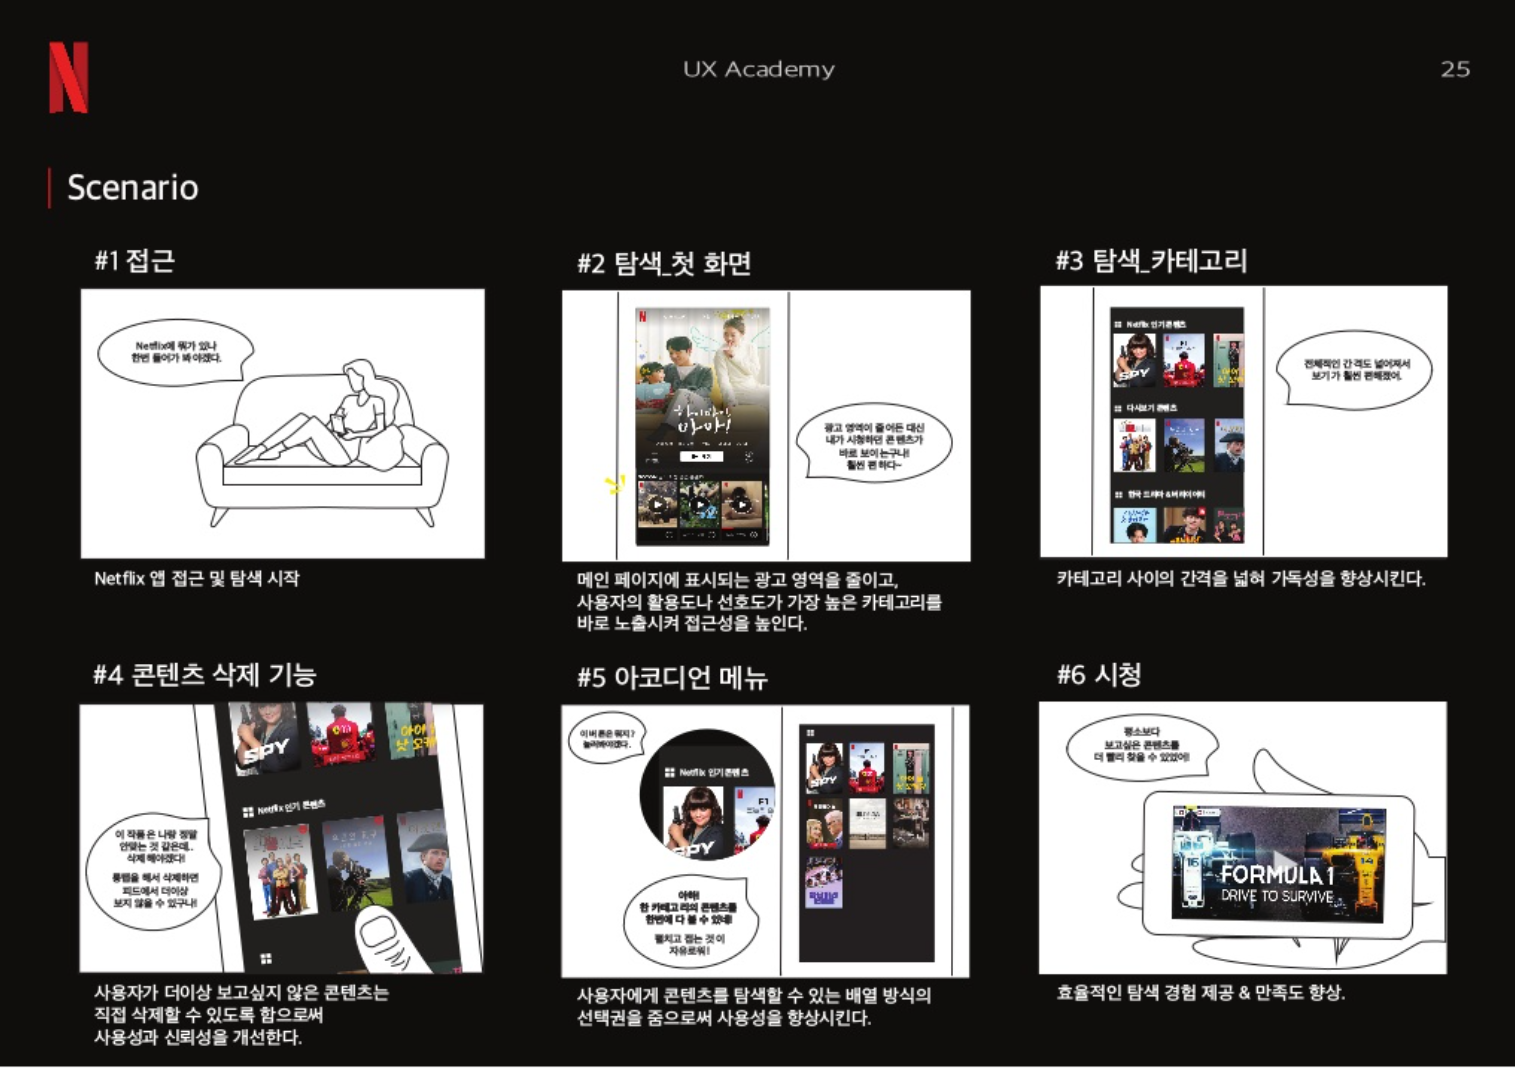 UX Academy
25
Scenario
#1 접근
Netflix에 뭐가 있나
한번 들어가 봐야겠다.
Netflix 앱 접근 및 탐색 시작
#2 탐색_첫 화면
하이바이,
마마!
광고 영역이 줄어든 대신
내가 시청하던 콘텐츠가
바로 보이는구나!
훨씬 편하다~
메인 페이지에 표시되는 광고 영역을 줄이고,
사용자의 활용도나 선호도가 가장 높은 카테고리를
바로 노출시켜 접근성을 높인다.
#3 탐색_카테고리
Netflix 인기 콘텐츠
SPY
다시보기 콘텐츠
한국 드라마 & 버라이어티
전체적인 간격도 넓어져서
보기가 훨씬 편해졌어.
카테고리 사이의 간격을 넓혀 가독성을 향상시킨다.
#4 콘텐츠 삭제 기능
SPY
Netflix 인기 콘텐츠
이 작품은 나랑 정말
안맞는 것 같은데..
삭제 해야겠다!
롱탭을 해서 삭제하면
피드에서 더이상
보지 않을 수 있구나!
사용자가 더이상 보고싶지 않은 콘텐츠는
직접 삭제할 수 있도록 함으로써
사용성과 신뢰성을 개선한다.
#5 아코디언 메뉴
이 버튼은 뭐지?
눌러봐야겠다.
Netflix 인기 콘텐츠
SPY
F1
SPY
아하!
한 카테고리의 콘텐츠를
한번에 다 볼 수 있네!
펼치고 접는 것이
자유로워!
사용자에게 콘텐츠를 탐색할 수 있는 배열 방식의
선택권을 줌으로써 사용성을 향상시킨다.
#6 시청
평소보다
보고싶은 콘텐츠를
더 빨리 찾을 수 있었어!
FORMULA 1
DRIVE TO SURVIVE
효율적인 탐색 경험 제공 & 만족도 향상.